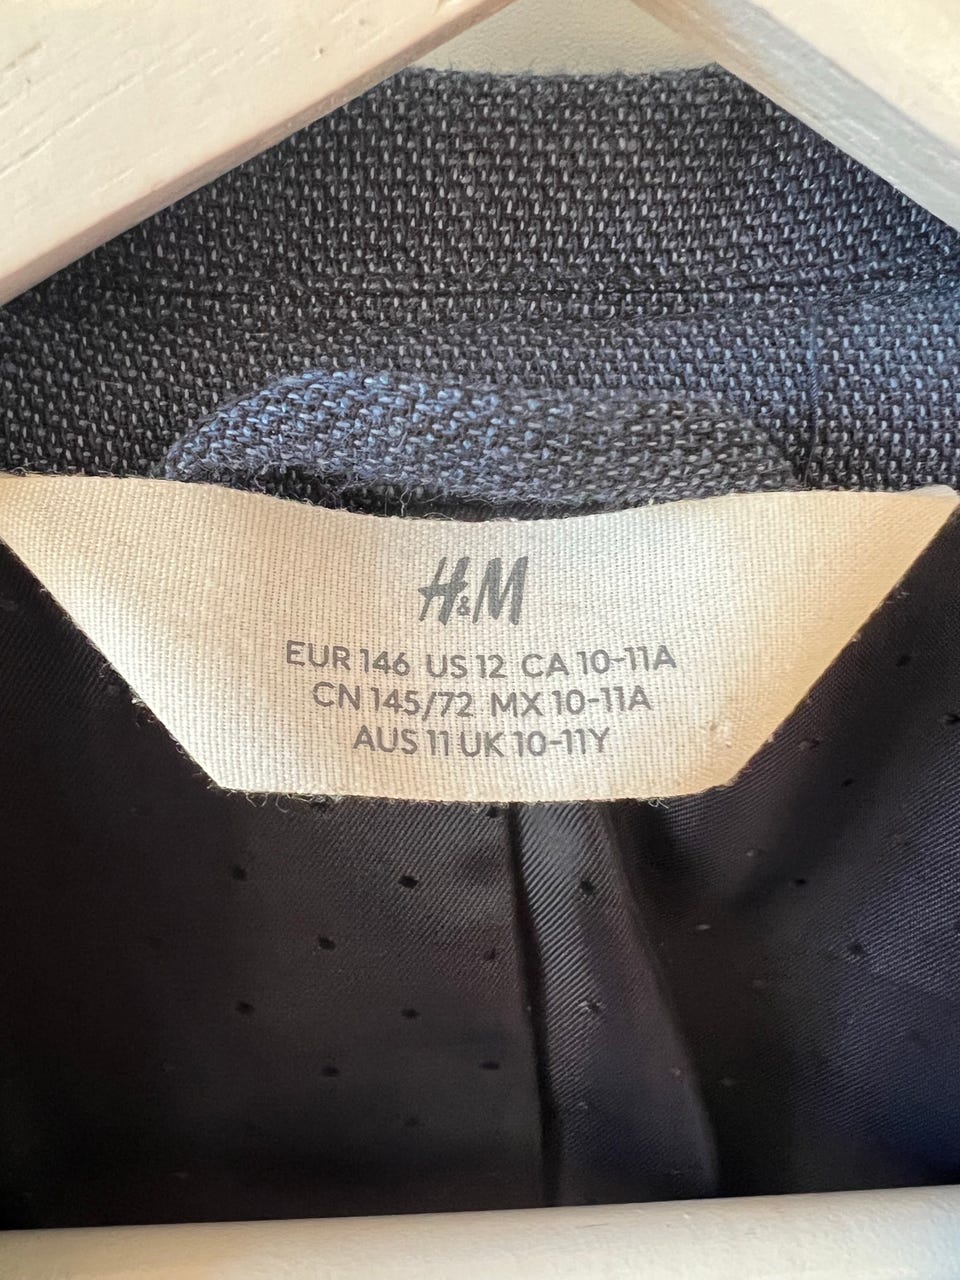 H&M
EUR 146 US 12 CA 10-11A
CN 145/72 MX 10-11A
AUS 11 UK 10-11Y